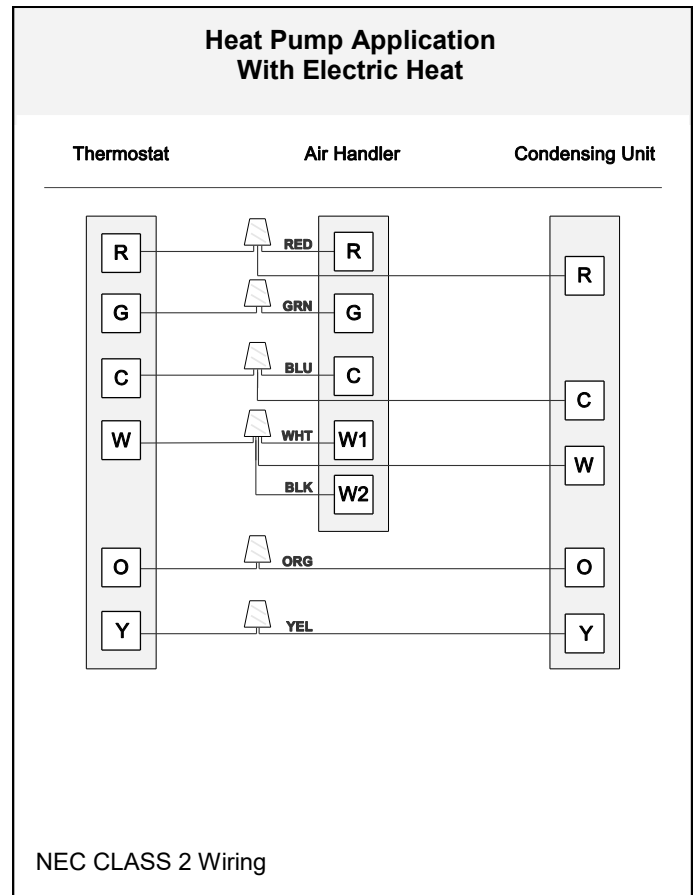 Heat Pump Application
With Electric Heat
Thermostat Air Handler Condensing Unit
R RED R
R
G GRN G
C BLU C
C
W WHT W1
W
BLK W2
O ORG O
Y YEL Y
NEC CLASS 2 Wiring